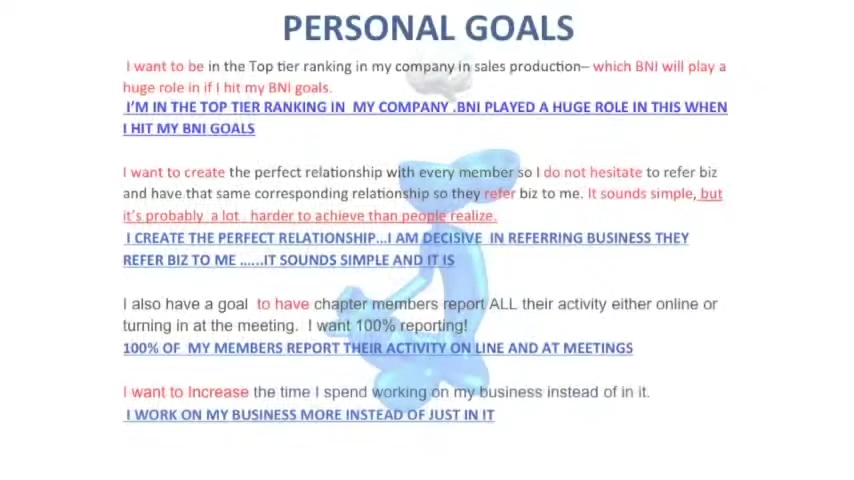 PERSONAL GOALS
I want to be in the Top tier ranking in my company in sales production– which BNI will play a
huge role in if I hit my BNI goals.
I'M IN THE TOP TIER RANKING IN MY COMPANY .BNI PLAYED A HUGE ROLE IN THIS WHEN
I HIT MY BNI GOALS
I want to create the perfect relationship with every member so I do not hesitate to refer biz
and have that same corresponding relationship so they refer biz to me. It sounds simple, but
it's probably a lot harder to achieve than people realize.
I CREATE THE PERFECT RELATIONSHIP...I AM DECISIVE IN REFERRING BUSINESS THEY
REFER BIZ TO ME ......IT SOUNDS SIMPLE AND IT IS
I also have a goal to have chapter members report ALL their activity either online or
turning in at the meeting. I want 100% reporting!
100% OF MY MEMBERS REPORT THEIR ACTIVITY ON LINE AND AT MEETINGS
I want to Increase the time I spend working on my business instead of in it.
I WORK ON MY BUSINESS MORE INSTEAD OF JUST IN IT